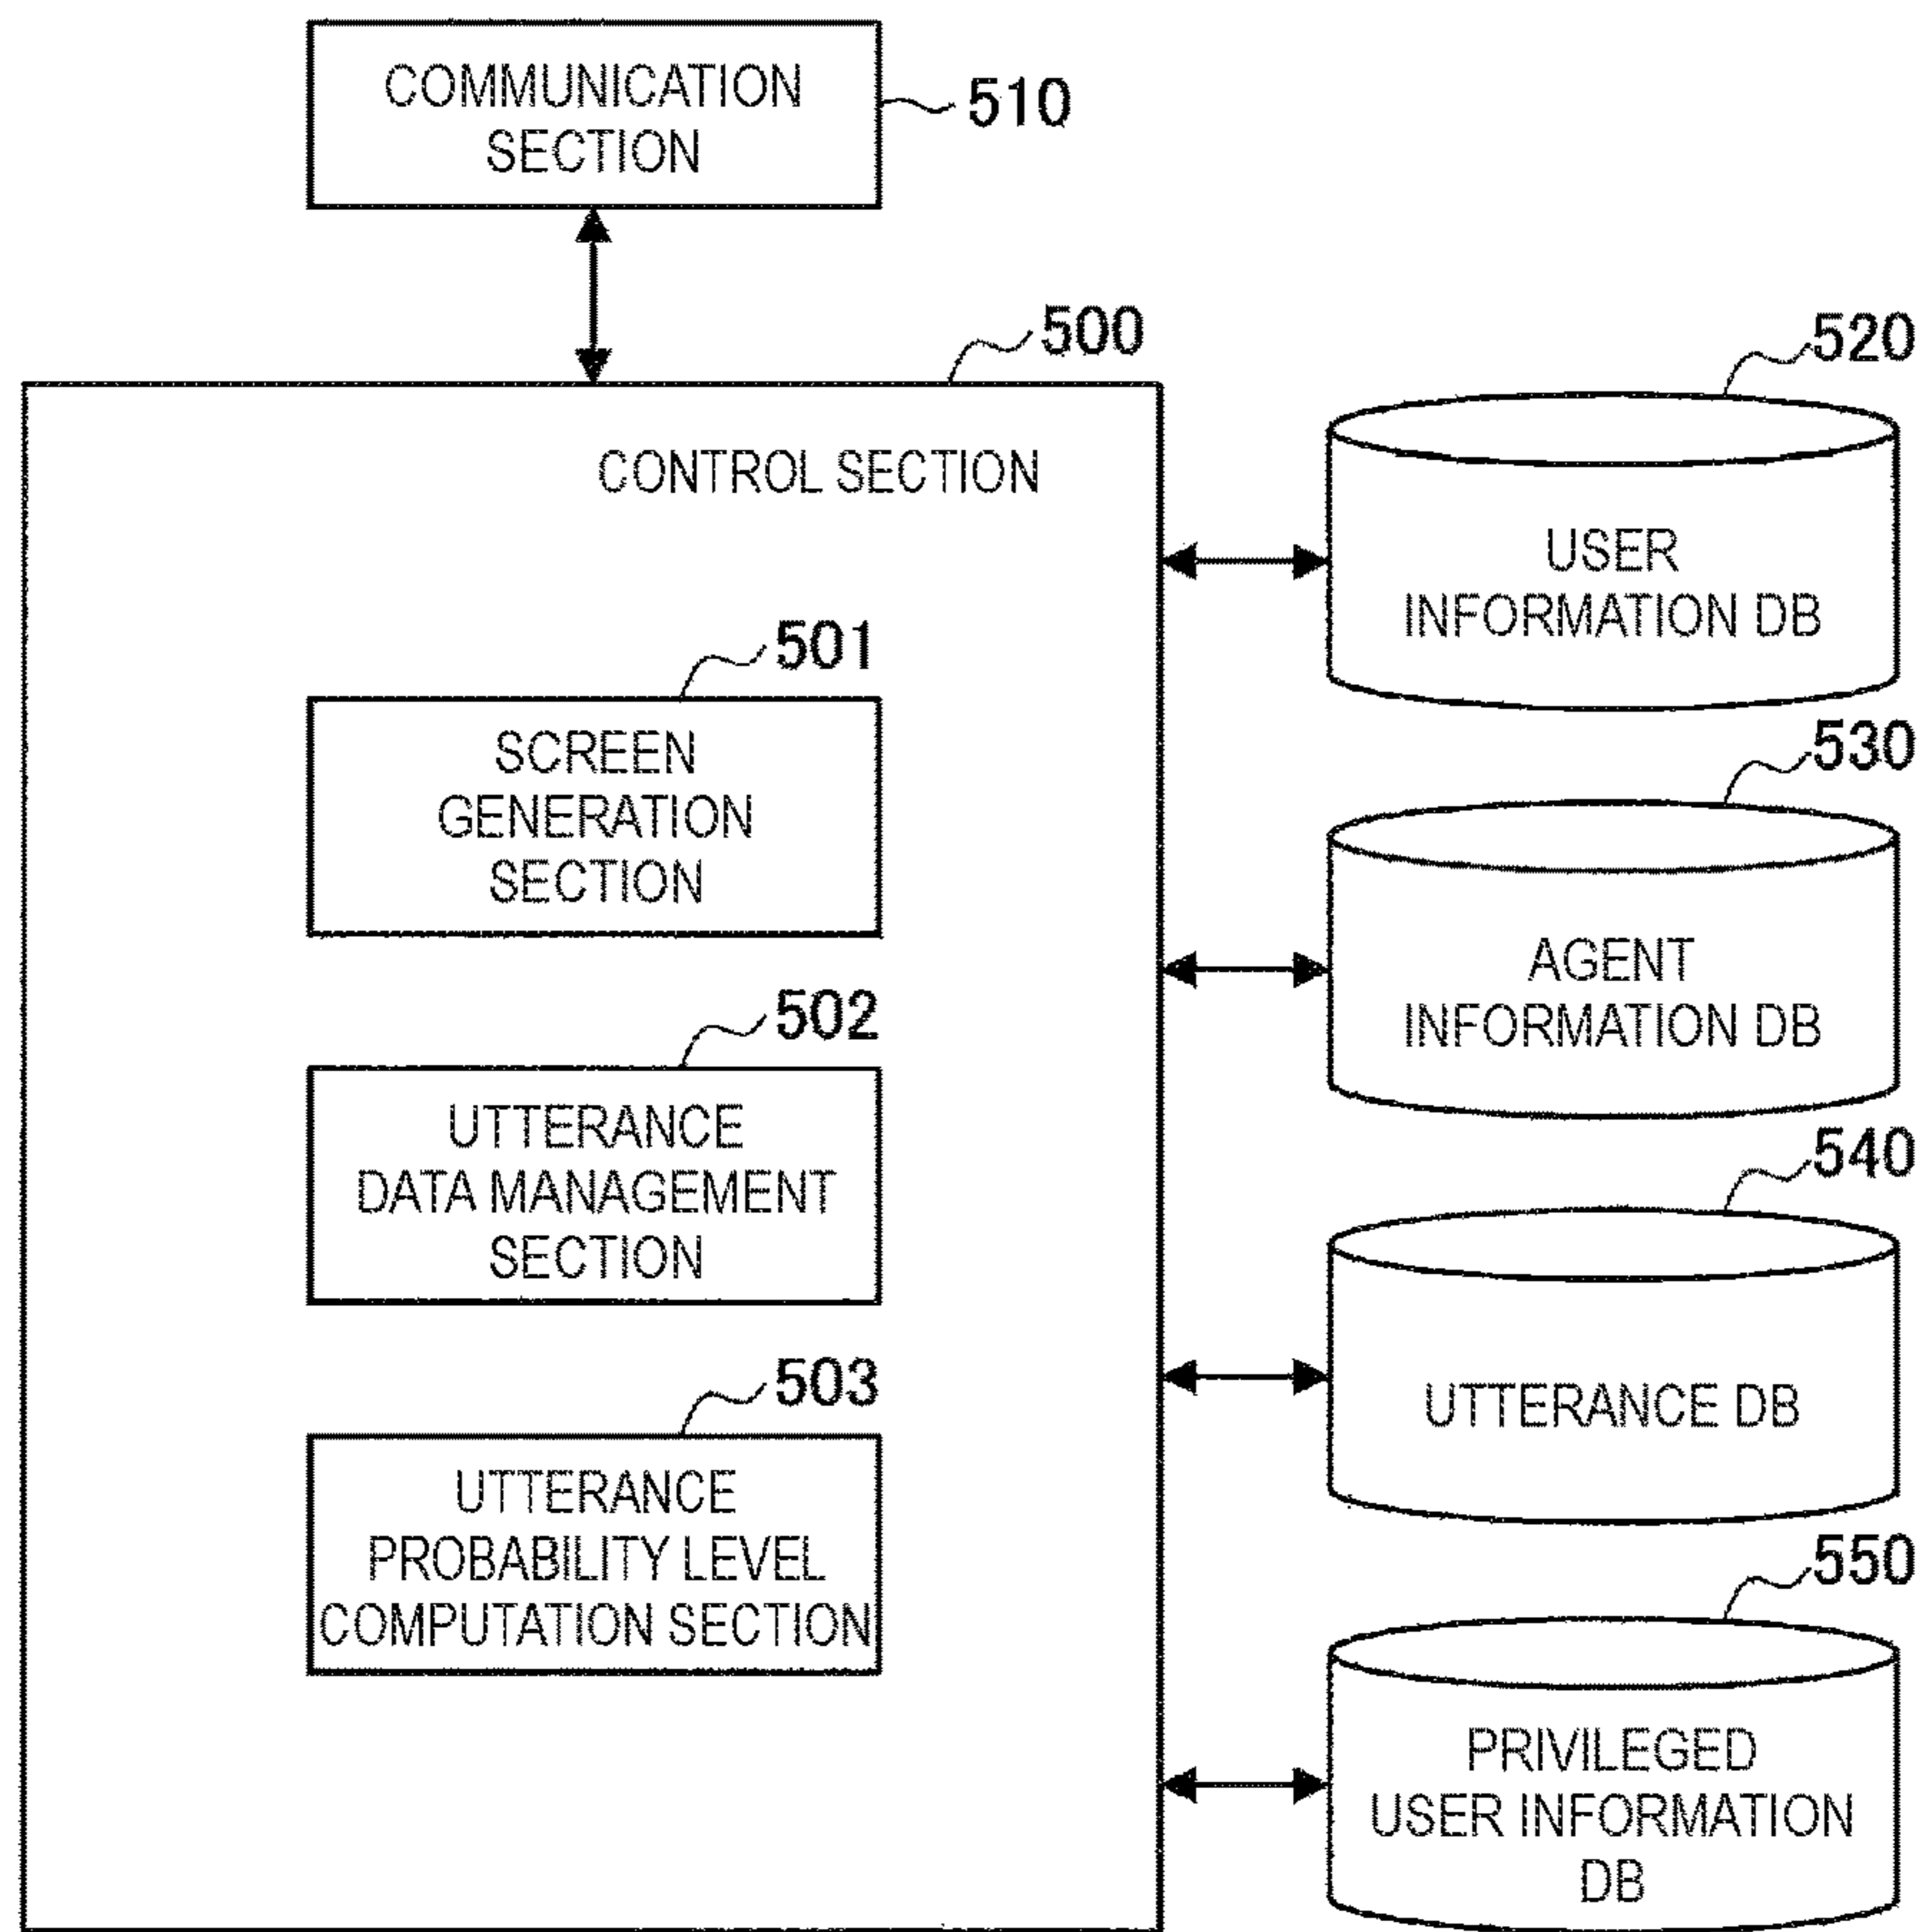 COMMUNICATION
SECTION
510
500
CONTROL SECTION
501
SCREEN
GENERATION
SECTION
502
UTTERANCE
DATA MANAGEMENT
SECTION
503
UTTERANCE
PROBABILITY LEVEL
COMPUTATION SECTION
520
USER
INFORMATION DB
530
AGENT
INFORMATION DB
540
UTTERANCE DB
550
PRIVILEGED
USER INFORMATION
DB